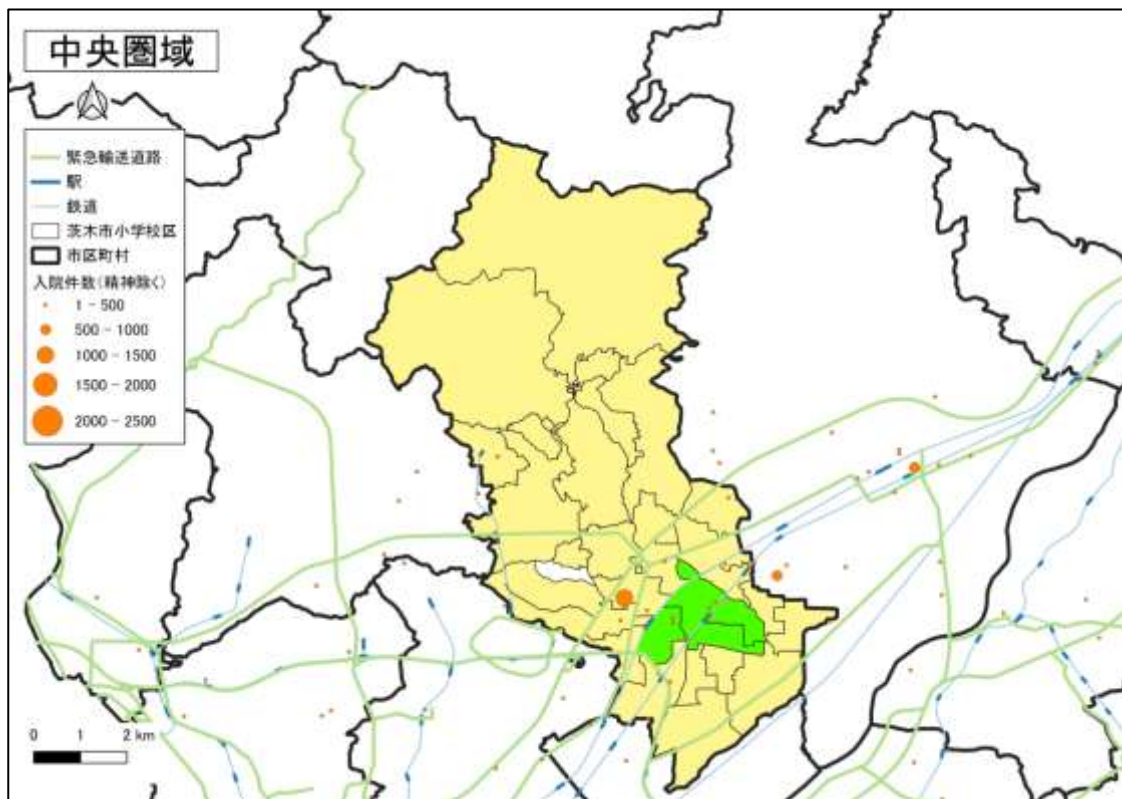 中央圏域
緊急輸送道路
駅
鉄道
茨木市小学校区
市区町村
入院件数(精神除く)
1 - 500
500 - 1000
1000 - 1500
1500 - 2000
2000 - 2500
0 1 2 km